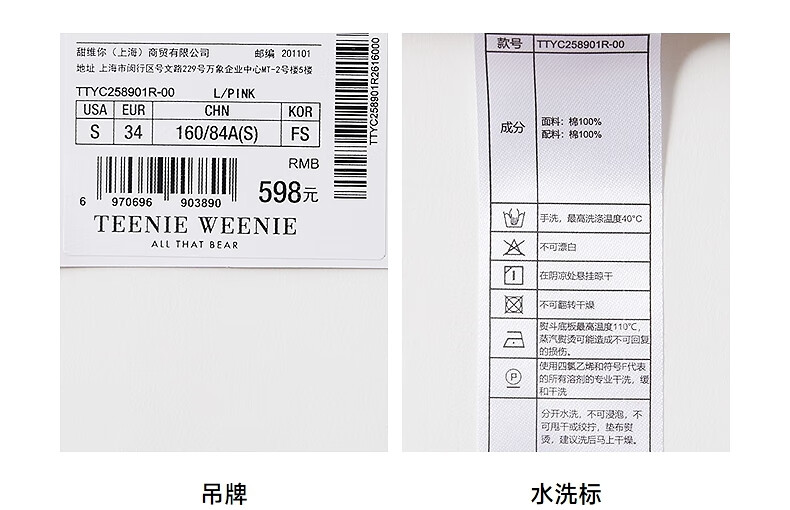 甜维你（上海）商贸有限公司 邮编 201101
地址 上海市闵行区号文路229号万象企业中心MT-2号楼5楼
TTYC258901R-00 L/PINK
USA EUR CHN KOR
S 34 160/84A(S) FS
RMB
598元
6 970696 903890
TEENIE WEENIE
ALL THAT BEAR
TTYC258901R2616000
吊牌
款号 TTYC258901R-00
成分
面料：棉100%
配料：棉100%
手洗，最高洗涤温度40°C
不可漂白
在阴凉处悬挂晾干
不可翻转干燥
熨斗底板最高温度110℃，
蒸汽熨烫可能造成不可回复
的损伤。
P
使用四氯乙烯和符号F代表
的所有溶剂的专业干洗，缓
和干洗
分开水洗，不可浸泡，不
可甩干或绞拧，垫布熨
烫，建议洗后马上干燥。
水洗标